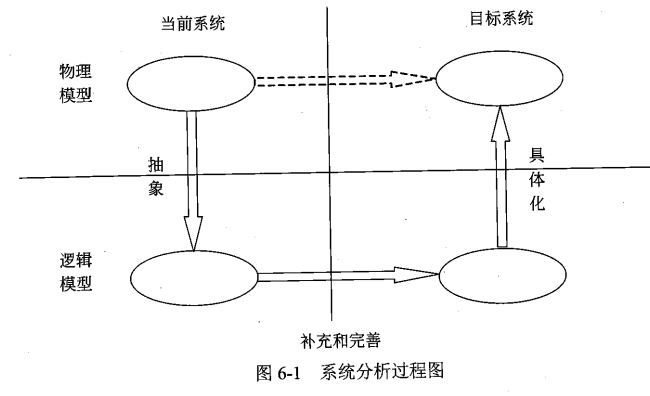 当前系统
目标系统
物理
模型
抽
象
具
体
化
逻辑
模型
补充和完善
图 6-1 系统分析过程图